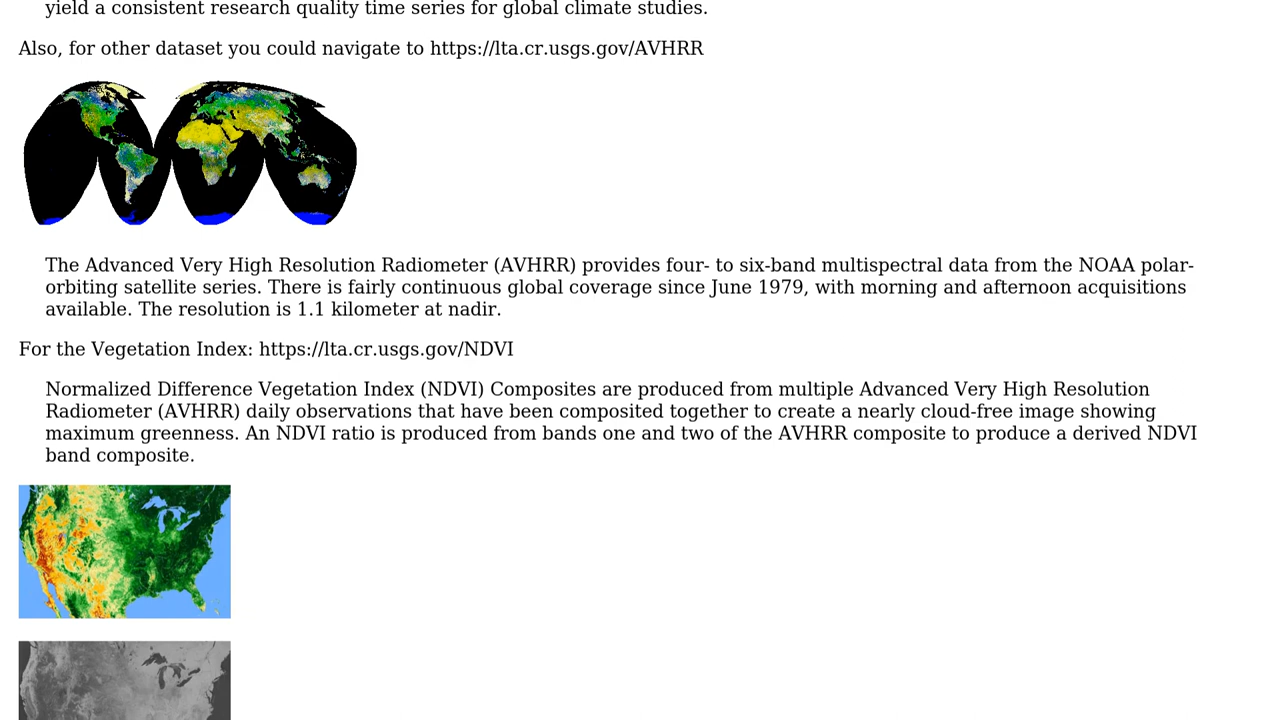 yield a consistent research quality time series for global climate studies.
Also, for other dataset you could navigate to https://lta.cr.usgs.gov/AVHRR
The Advanced Very High Resolution Radiometer (AVHRR) provides four- to six-band multispectral data from the NOAA polar-
orbiting satellite series. There is fairly continuous global coverage since June 1979, with morning and afternoon acquisitions
available. The resolution is 1.1 kilometer at nadir.
For the Vegetation Index: https://lta.cr.usgs.gov/NDVI
Normalized Difference Vegetation Index (NDVI) Composites are produced from multiple Advanced Very High Resolution
Radiometer (AVHRR) daily observations that have been composited together to create a nearly cloud-free image showing
maximum greenness. An NDVI ratio is produced from bands one and two of the AVHRR composite to produce a derived NDVI
band composite.